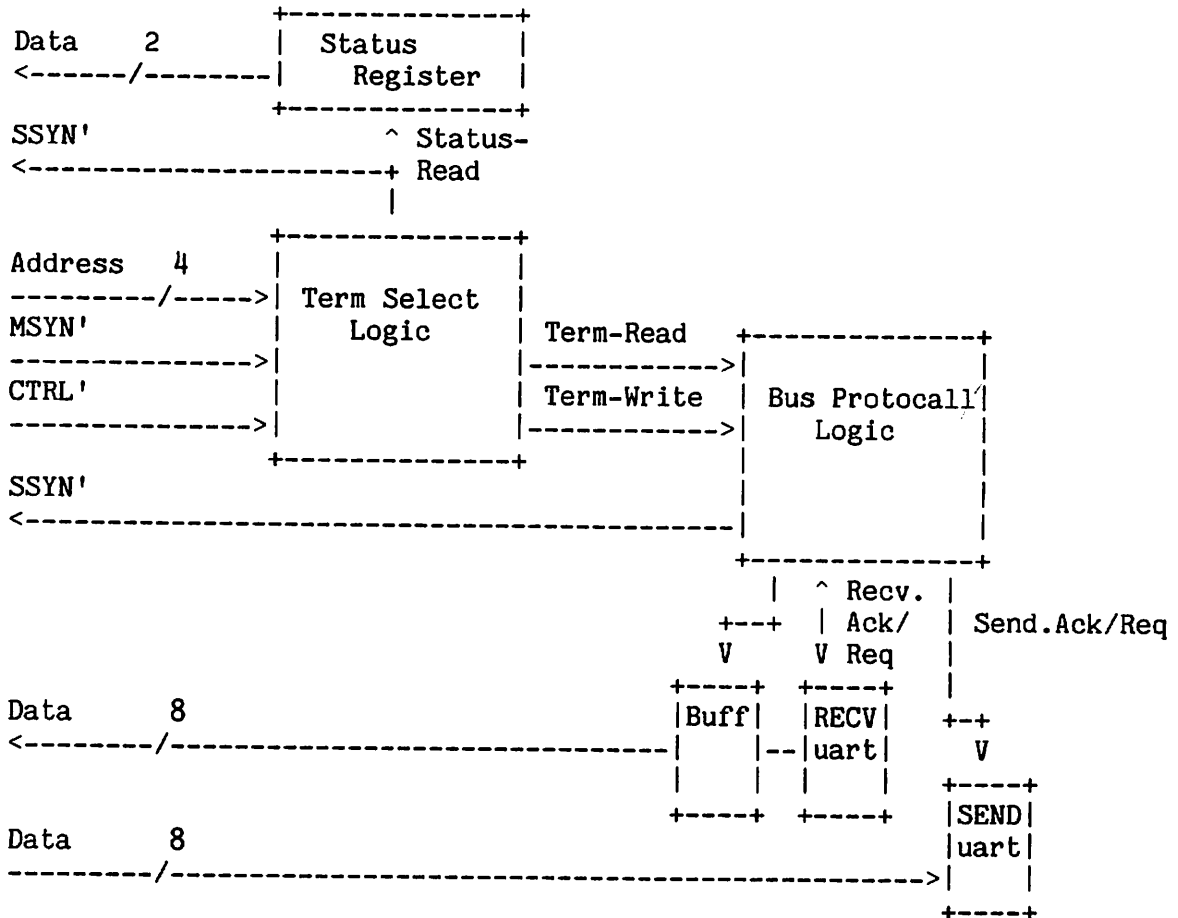 Data 2
Status
Register
SSYN'
Status-
Read
Address 4
Term Select
Logic
MSYN'
CTRL'
Term-Read
Term-Write
Bus Protocall
Logic
SSYN'
Recv.
Ack/
Req
Send.Ack/Req
V
V
Data 8
Buff
RECV
uart
V
SEND
uart
Data 8